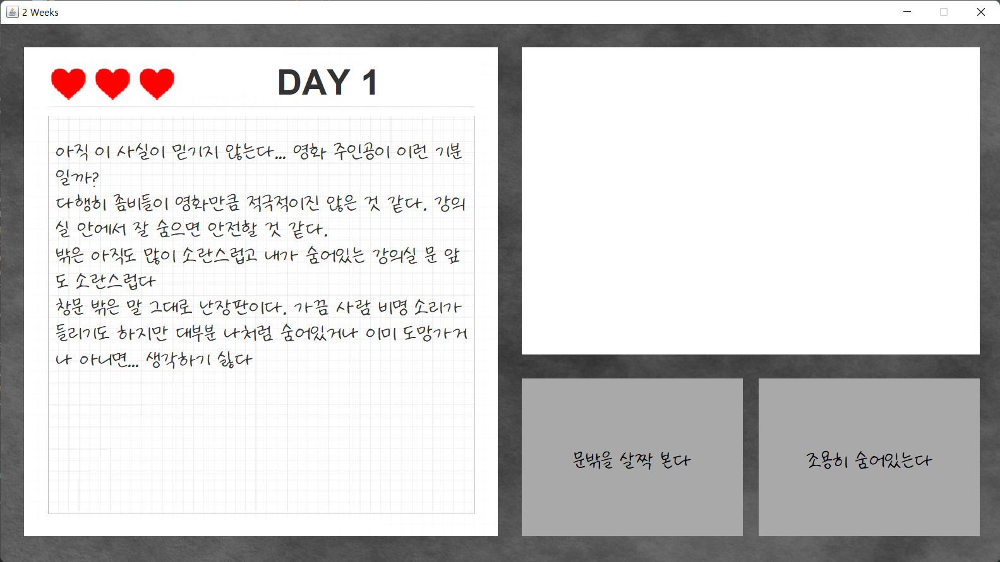 2 Weeks
DAY 1
아직 이 사실이 믿기지 않는다... 영화 주인공이 이런 기분
일까?
다행히 좀비들이 영화만큼 적극적이진 않은 것 같다. 강의
실 안에서 잘 숨으면 안전할 것 같다.
밖은 아직도 많이 소란스럽고 내가 숨어있는 강의실 문 앞
도 소란스럽다
창문 밖은 말 그대로 난장판이다. 가끔 사람 비명 소리가
들리기도 하지만 대부분 나처럼 숨어있거나 이미 도망가거
나 아니면... 생각하기 싫다
문밖을 살짝 본다
조용히 숨어있는다